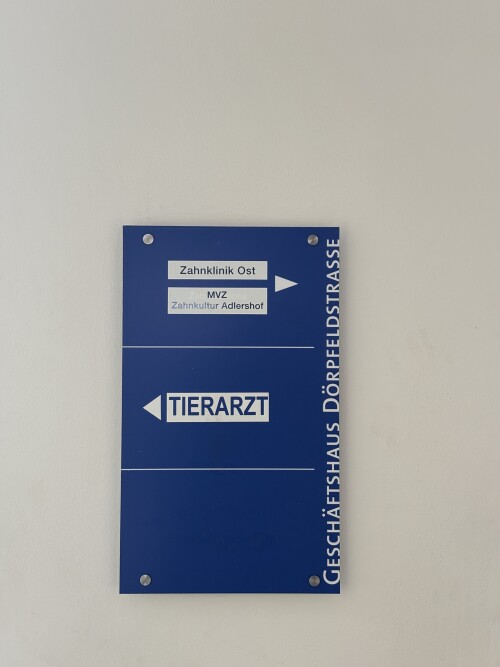 Zahnklinik Ost
MVZ
Zahnkultur Adlershof
TIERARZT
GESCHÄFTSHAUS DÖRPFELDSTRASSE